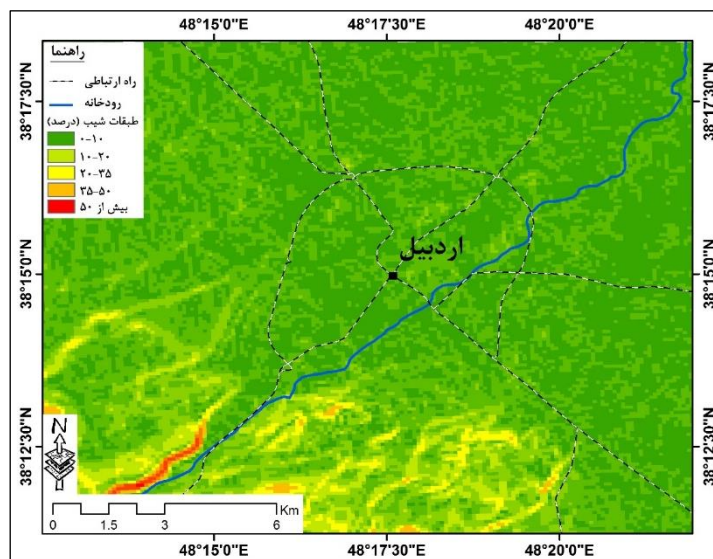 48°15'0"E 48°17'30"E 48°20'0"E
راهنما
راه ارتباطی
رودخانه
طبقات شیب (درصد)
۰-۱۰
۱۰-۲۰
۲۰-۳۵
۳۵-۵۰
بیش از ۵۰
38°17'30"N 38°17'30"N
38°15'0"N 38°15'0"N
اردبیل
38°12'30"N 38°12'30"N
N
Km
0 1.5 3 6
48°15'0"E 48°17'30"E 48°20'0"E